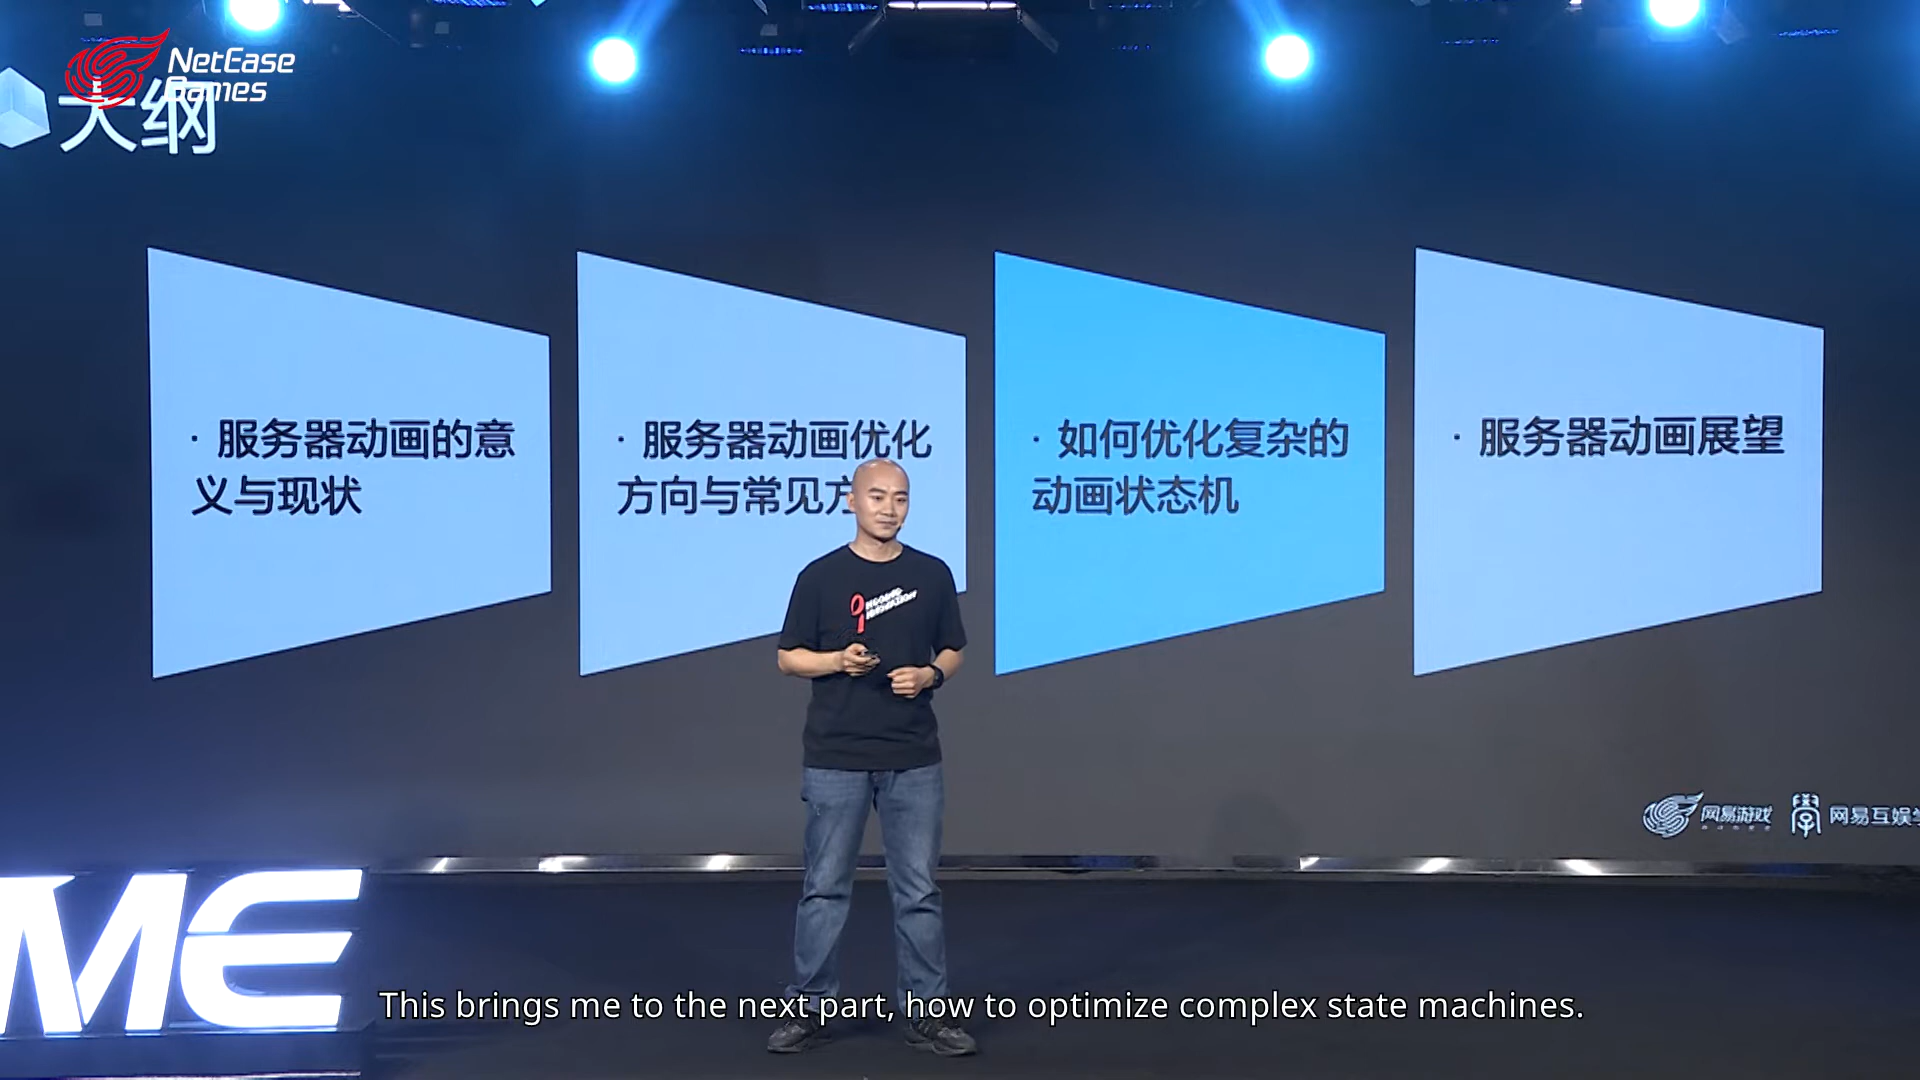 NetEase
Games
大纲
· 服务器动画的意
义与现状
· 服务器动画优化
方向与常见方
· 如何优化复杂的
动画状态机
· 服务器动画展望
网易游戏
网易互娱学
ME
This brings me to the next part, how to optimize complex state machines.